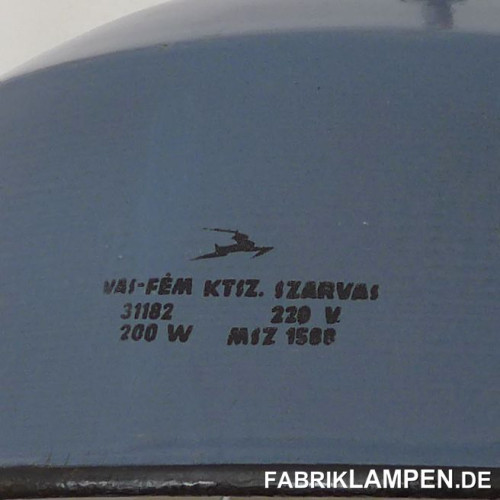 VAS-FÉM KTSZ. SZARVAS
31182 220 V.
200 W MSZ 1588
FABRIKLAMPEN.DE